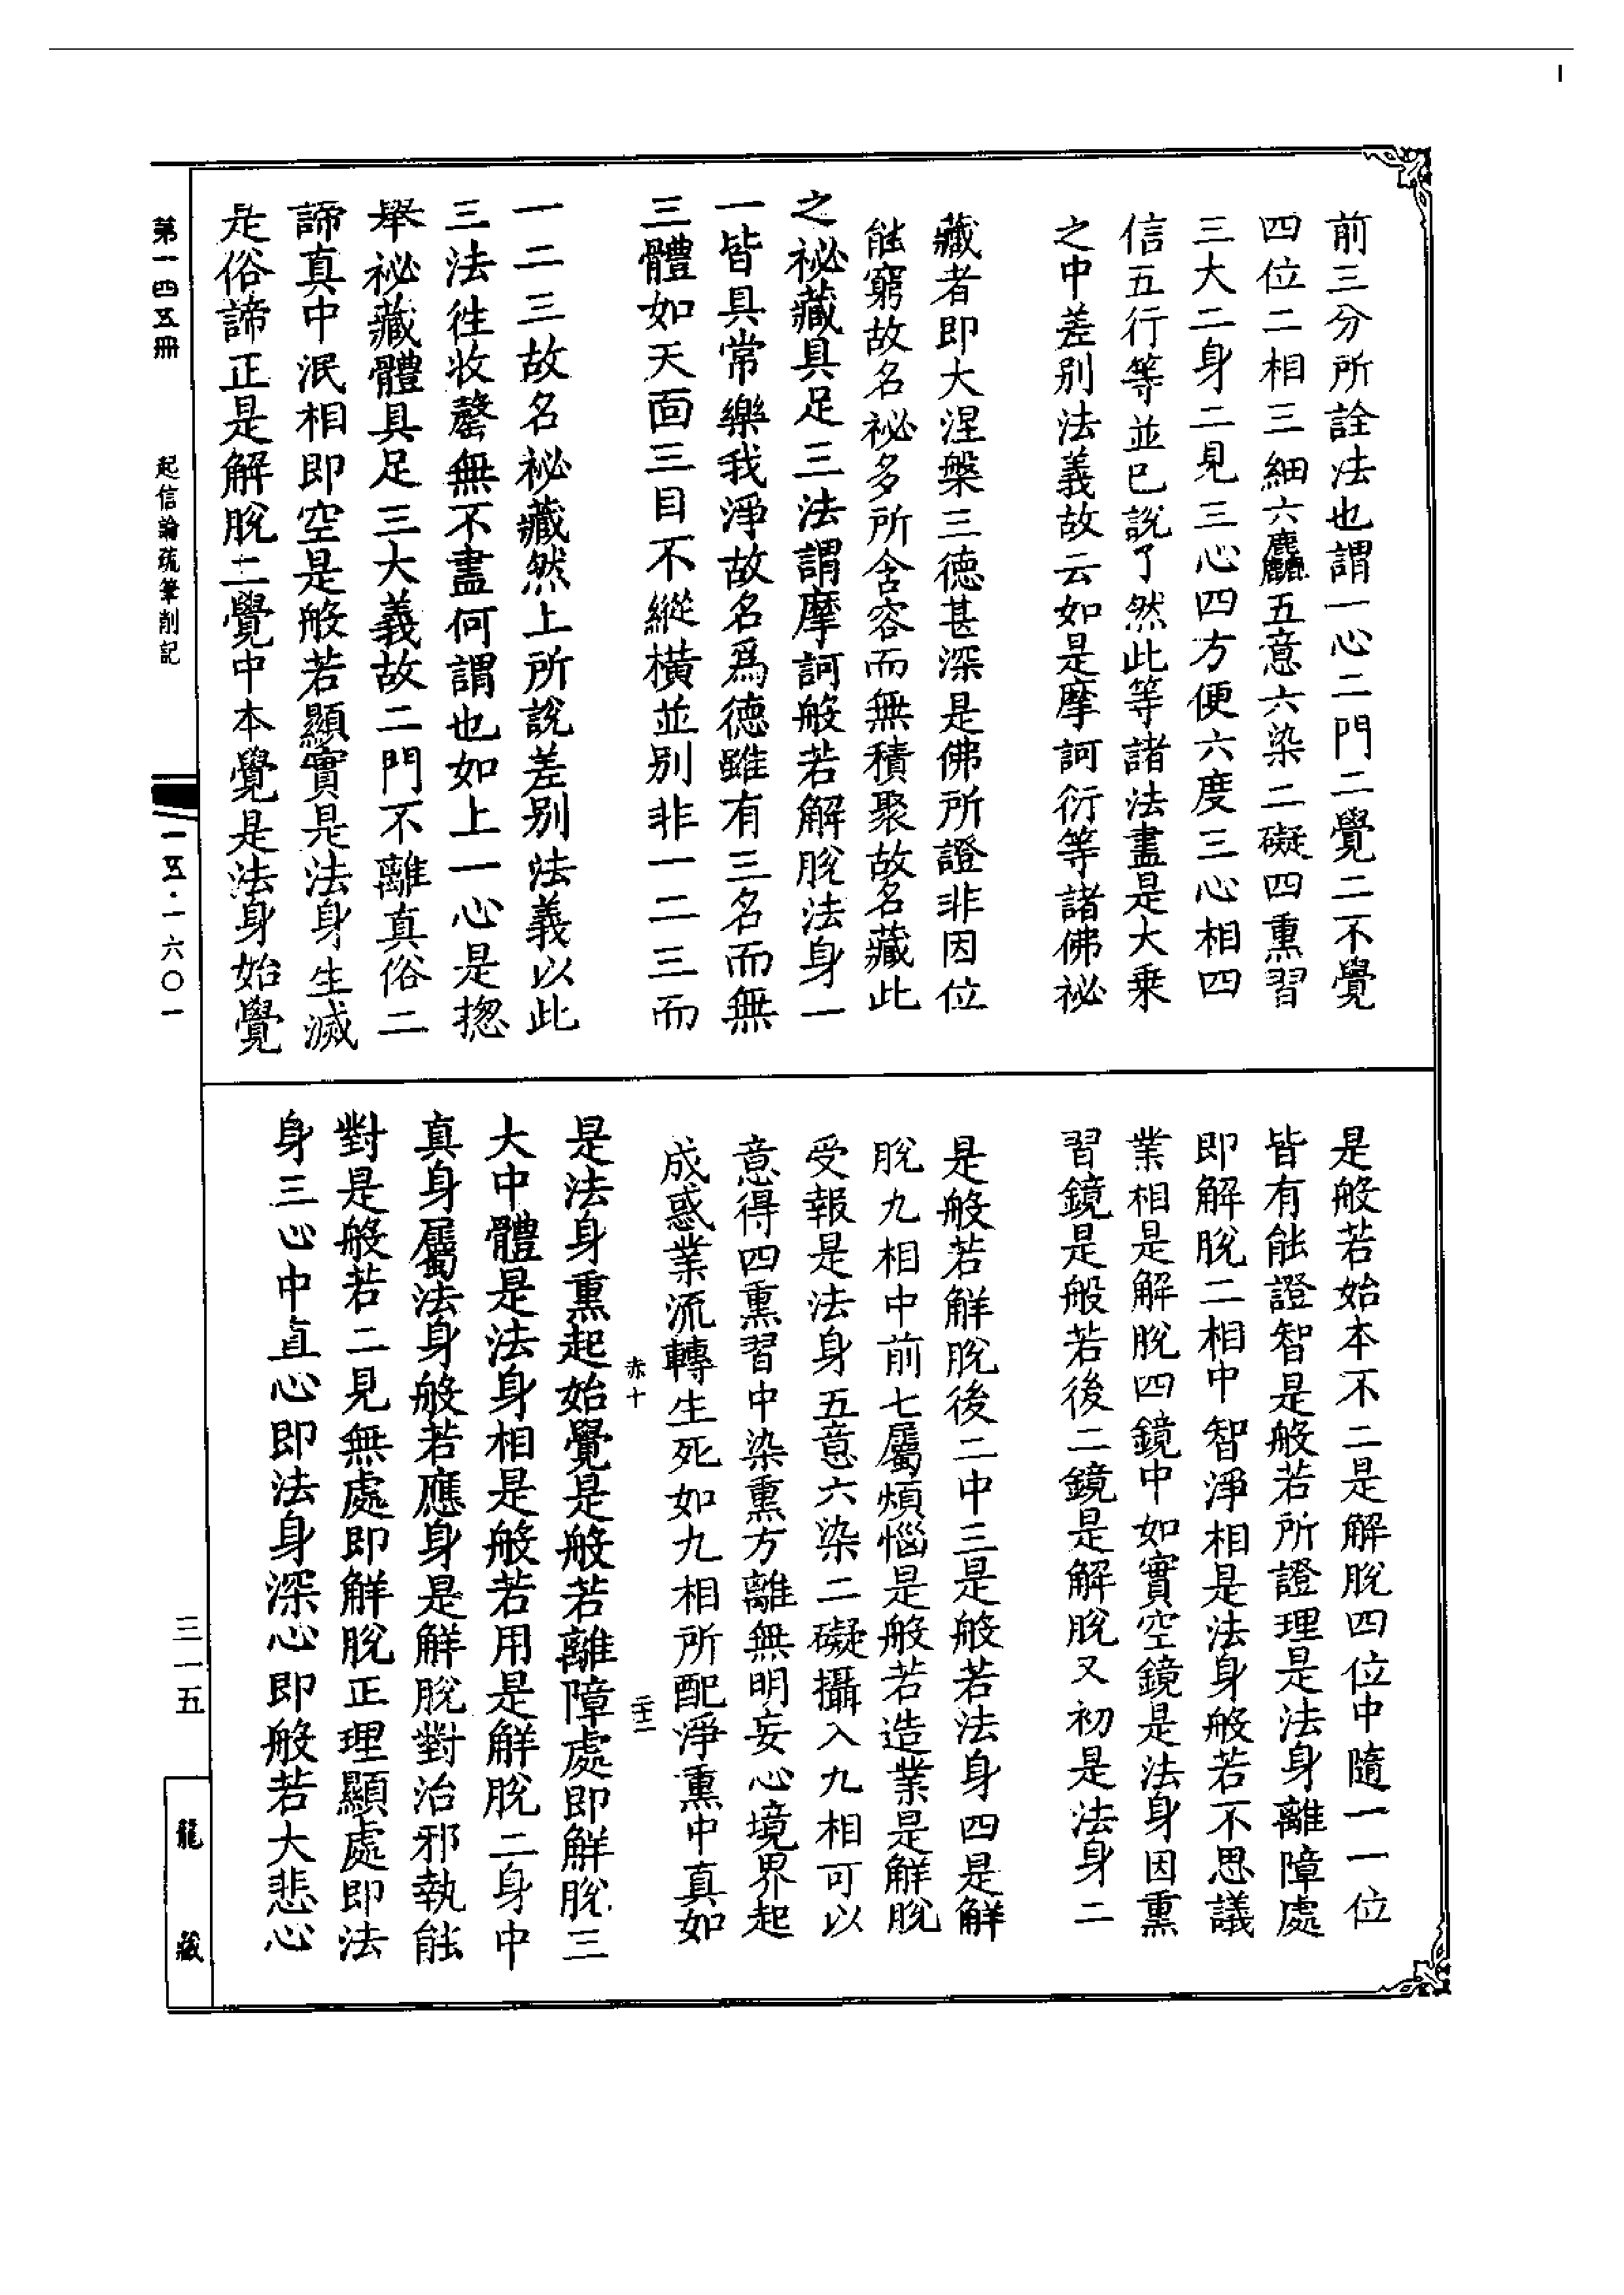 前三分所詮法也謂一心二門二覺二不覺
四位二相三細六麤五意六染二礙四熏習
三大二身二見三心四方便六度三心相四
信五行等並已說了然此等諸法盡是大乘
之中差別法義故云如是摩訶衍等諸佛祕
藏者即大涅槃三德甚深是佛所證非因位
能窮故名祕多所含容而無積聚故名藏此
之祕藏具足三法謂摩訶般若解脫法身一
一皆具常樂我淨故名為德雖有三名而無
三體如天面三目不縱橫並別非一二三而
一二三故名祕藏然上所說差別法義以此
三法往收罄無不盡何謂也如上一心是揔
舉祕藏體具足三大義故二門不離真俗二
諦真中泯相即空是般若顯實是法身生滅
是俗諦正是解脫二覺中本覺是法身始覺
是般若始本不二是解脫四位中隨一一位
皆有能證智是般若所證理是法身離障處
即解脫二相中智淨相是法身般若不思議
業相是解脫四鏡中如實空鏡是法身因熏
習鏡是般若後二鏡是解脫又初是法身二
是般若解脫後二中三是般若法身四是解
脫九相中前七屬煩惱是般若造業是解脫
受報是法身五意六染二礙攝入九相可以
意得四熏習中染熏方離無明妄心境界起
成惑業流轉生死如九相所配淨熏中真如
赤十
是法身熏起始覺是般若離障處即解脫三
大中體是法身相是般若用是解脫二身中
真身屬法身般若應身是解脫對治邪執能
對是般若二見無處即解脫正理顯處即法
身三心中直心即法身深心即般若大悲心
第一四五冊
起信論疏筆削記
一五·一六〇一
三一五
龍藏